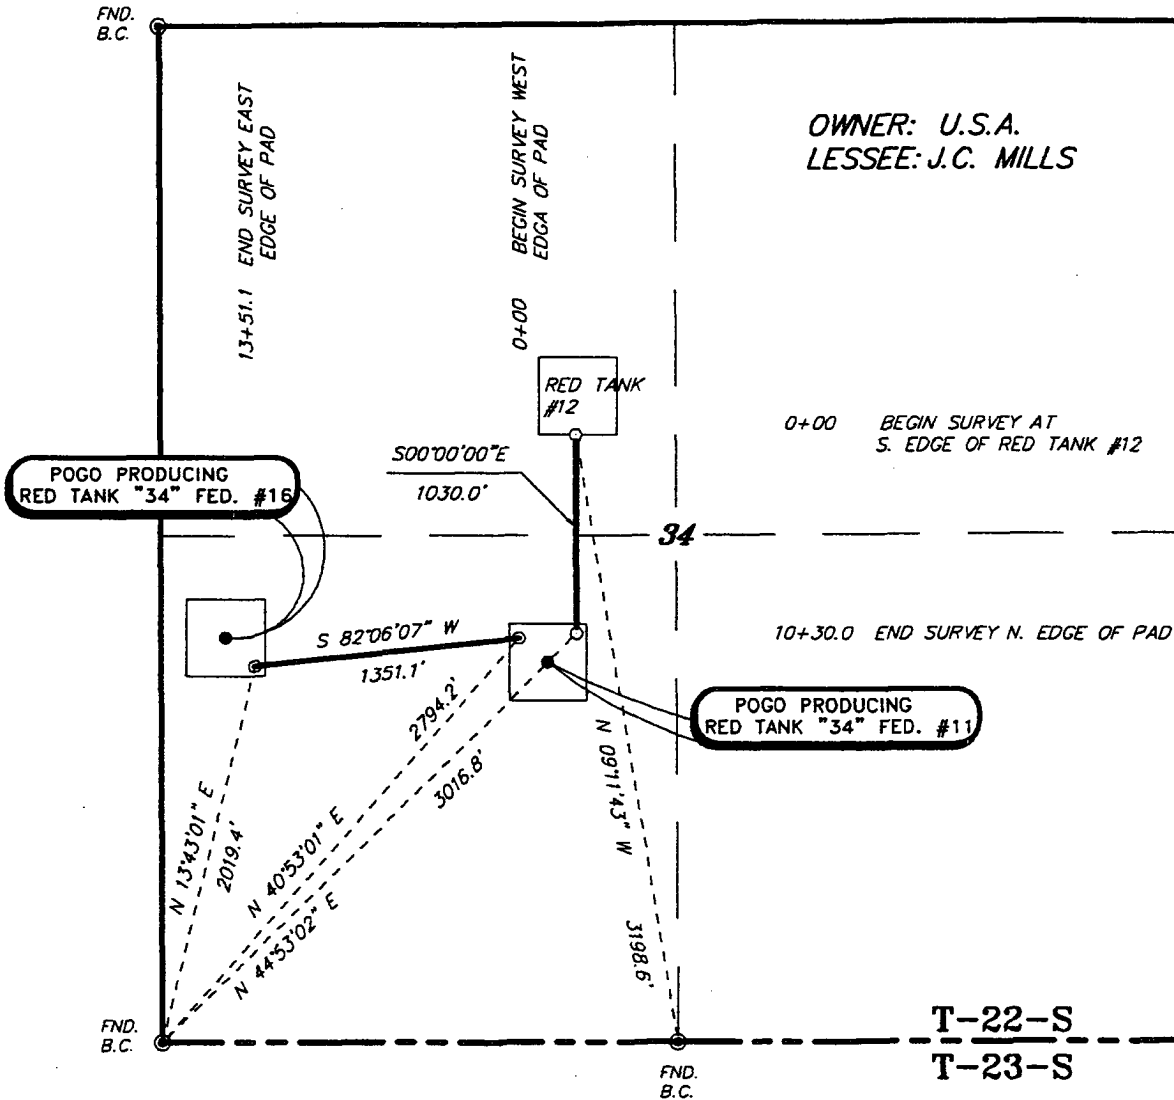 FND.
B.C.
13+51.1 END SURVEY EAST
EDGE OF PAD
0+00 BEGIN SURVEY WEST
EDGA OF PAD
OWNER: U.S.A.
LESSEE: J.C. MILLS
RED TANK
#12
0+00 BEGIN SURVEY AT
S. EDGE OF RED TANK #12
S00°00'00"E
1030.0'
POGO PRODUCING
RED TANK "34" FED. #16
34
S 82°06'07" W
1351.1'
10+30.0 END SURVEY N. EDGE OF PAD
POGO PRODUCING
RED TANK "34" FED. #11
2794.2'
3016.8'
N 09°11'43" W
3198.6'
N 13°43'01" E
2019.4'
N 40°53'01" E
N 44°53'02" E
FND.
B.C.
T-22-S
T-23-S
FND.
B.C.